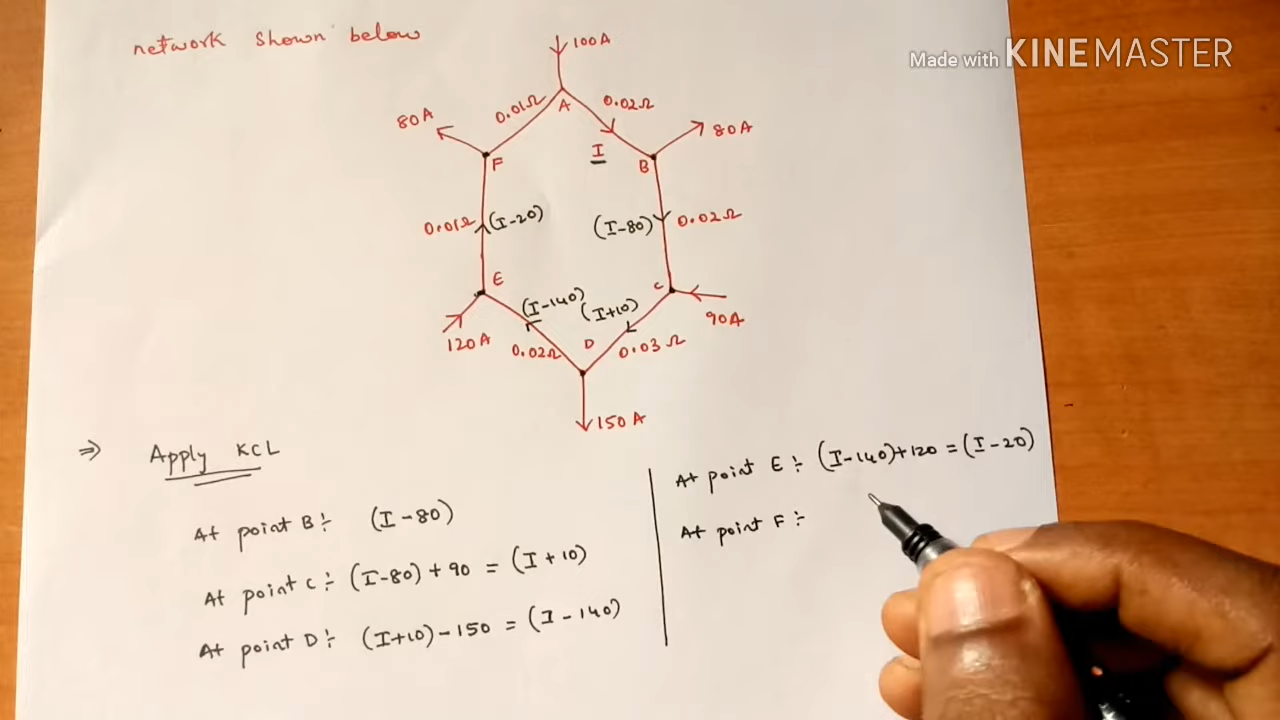 Made with KINEMASTER
network shown below
100A
0.01Ω
A
0.02Ω
80A
80A
F
I
B
0.01Ω
(I-20)
(I-80)
0.02Ω
E
C
(I-140)
(I+10)
90A
120A
0.02Ω
D
0.03Ω
150A
⇒ Apply KCL
At point B :- (I-80)
At point C :- (I-80)+90 = (I+10)
At point D :- (I+10)-150 = (I-140)
At point E :- (I-140)+120 = (I-20)
At point F :-